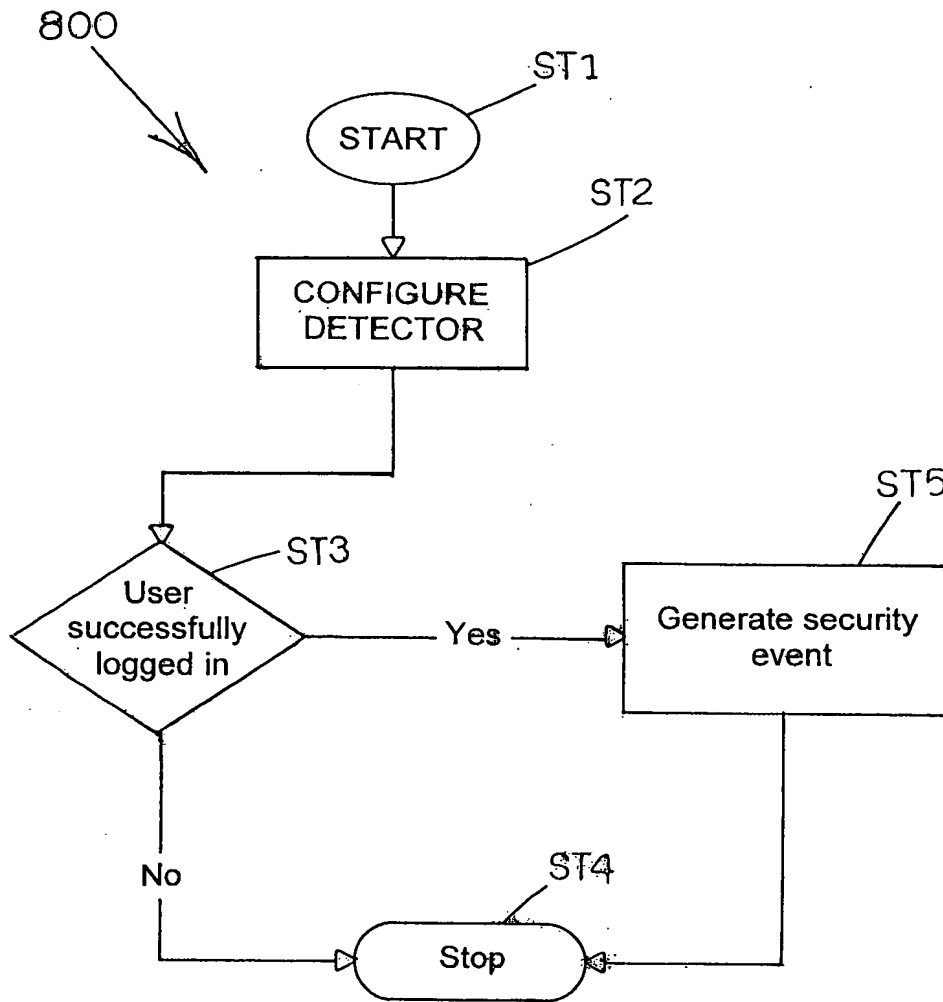 800
ST1
START
ST2
CONFIGURE
DETECTOR
ST5
ST3
User
successfully
logged in
Yes
Generate security
event
No
ST4
Stop